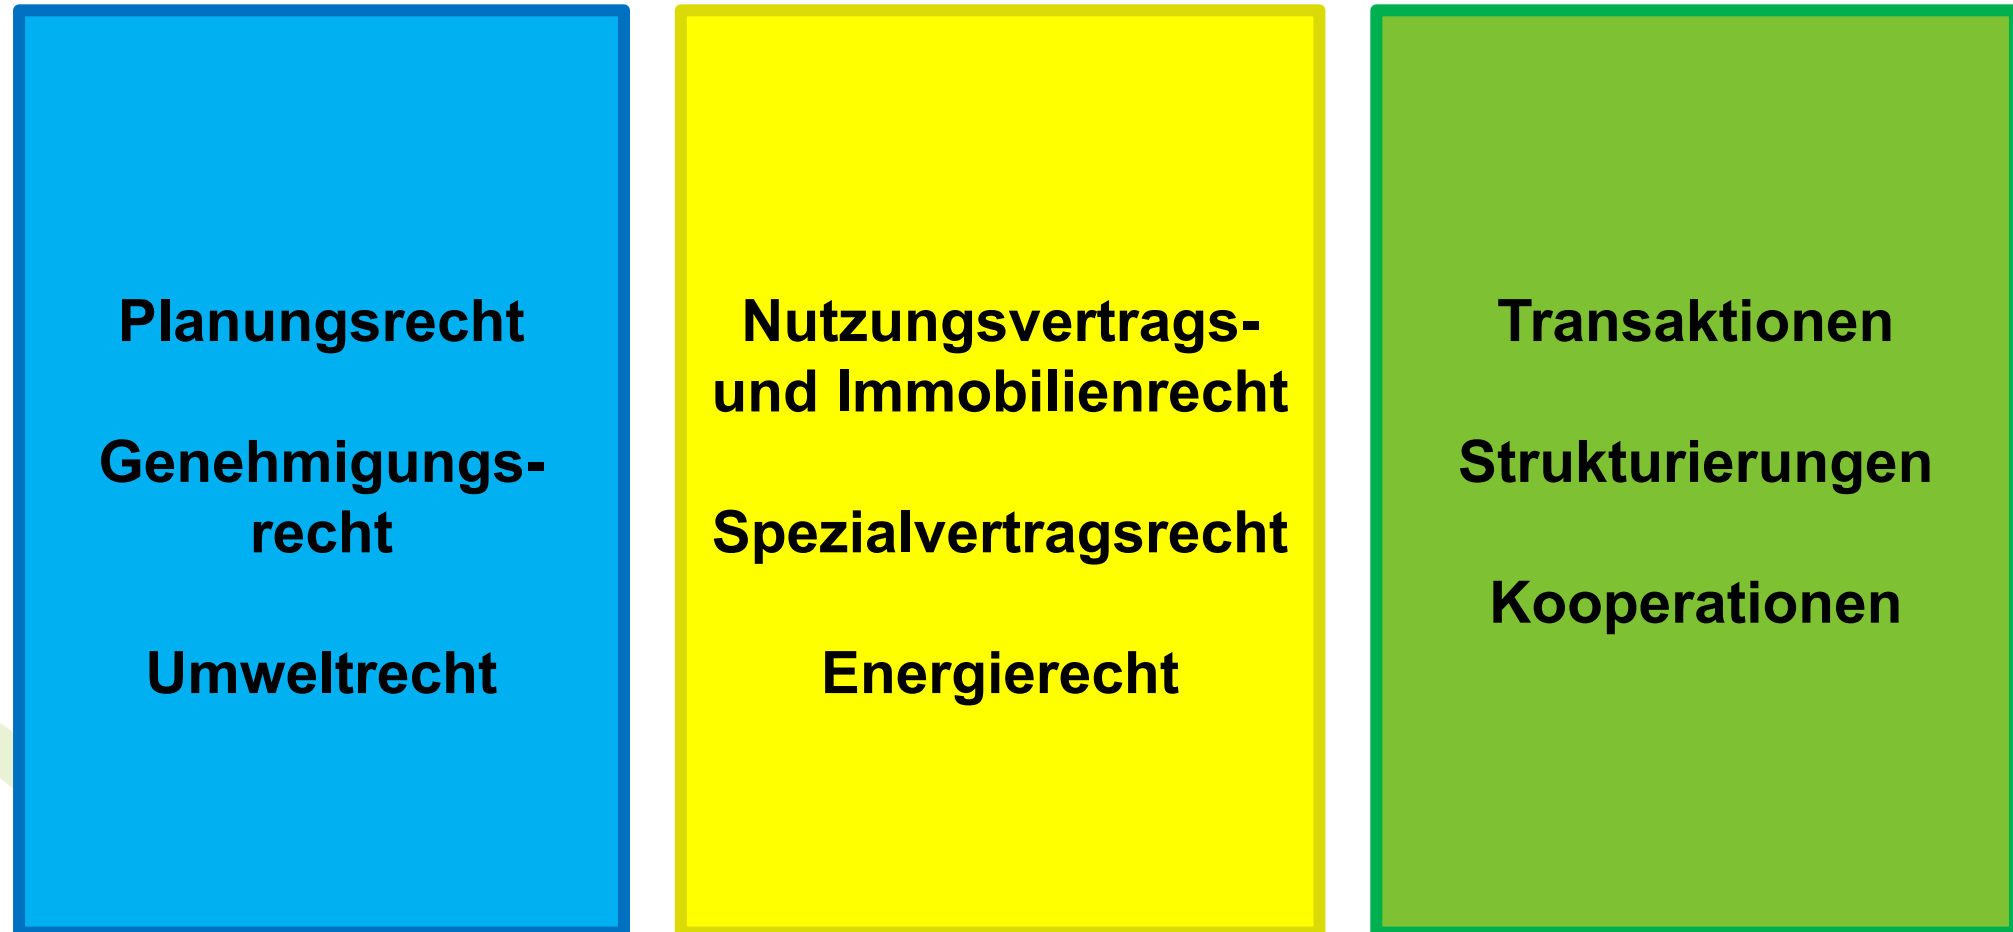 Planungsrecht
Genehmigungs-
recht
Umweltrecht
Nutzungsvertrags-
und Immobilienrecht
Spezialvertragsrecht
Energierecht
Transaktionen
Strukturierungen
Kooperationen